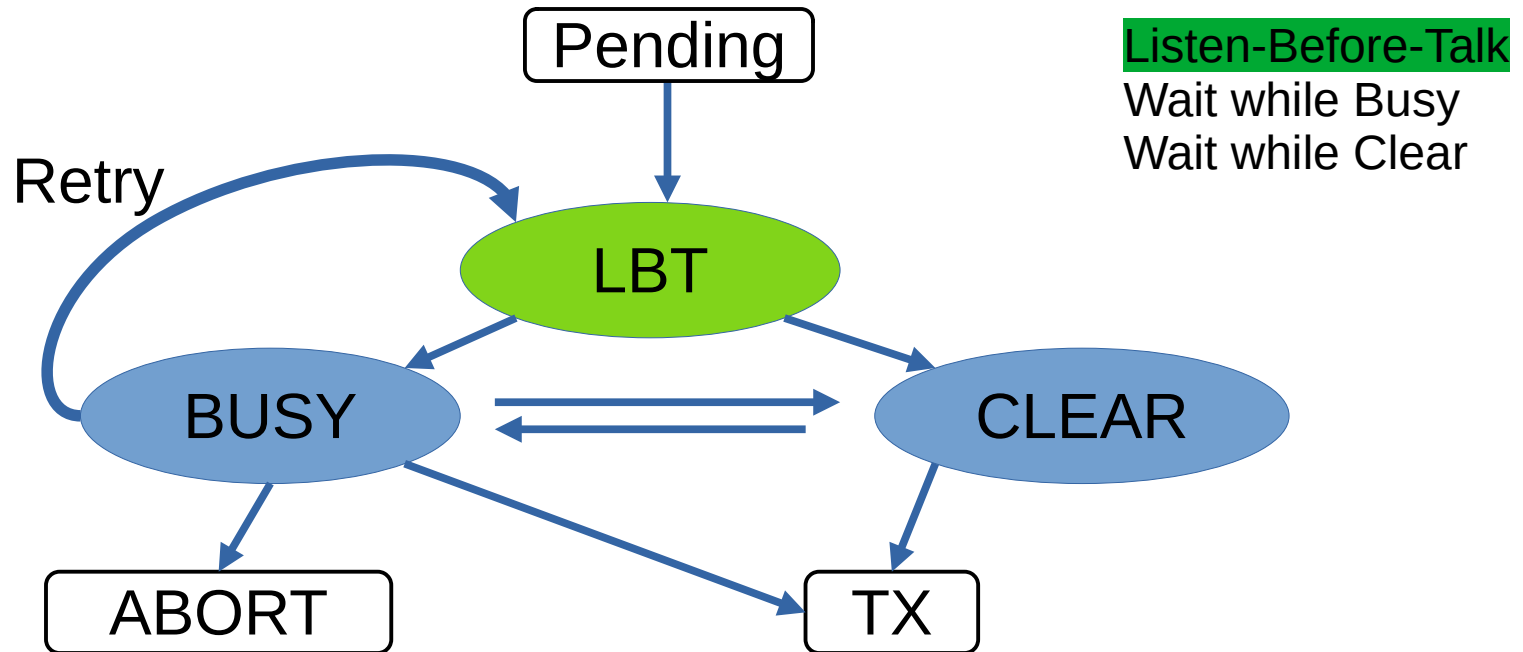 Pending
Listen-Before-Talk
Wait while Busy
Wait while Clear
Retry
LBT
BUSY
CLEAR
ABORT
TX